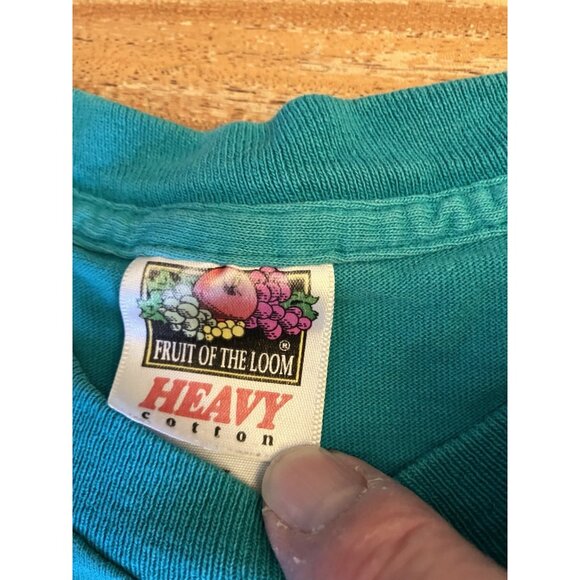 FRUIT OF THE LOOM ®
HEAVY
cotton